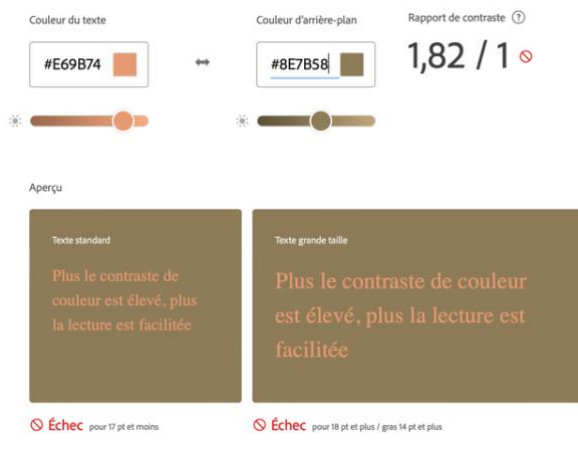 Couleur du texte
Couleur d'arrière-plan
Rapport de contraste ?
#E69B74
#8E7B58
1,82 / 1
Aperçu
Texte standard
Plus le contraste de
couleur est élevé, plus
la lecture est facilitée
Texte grande taille
Plus le contraste de couleur
est élevé, plus la lecture est
facilitée
Échec pour 17 pt et moins
Échec pour 18 pt et plus / gras 14 pt et plus